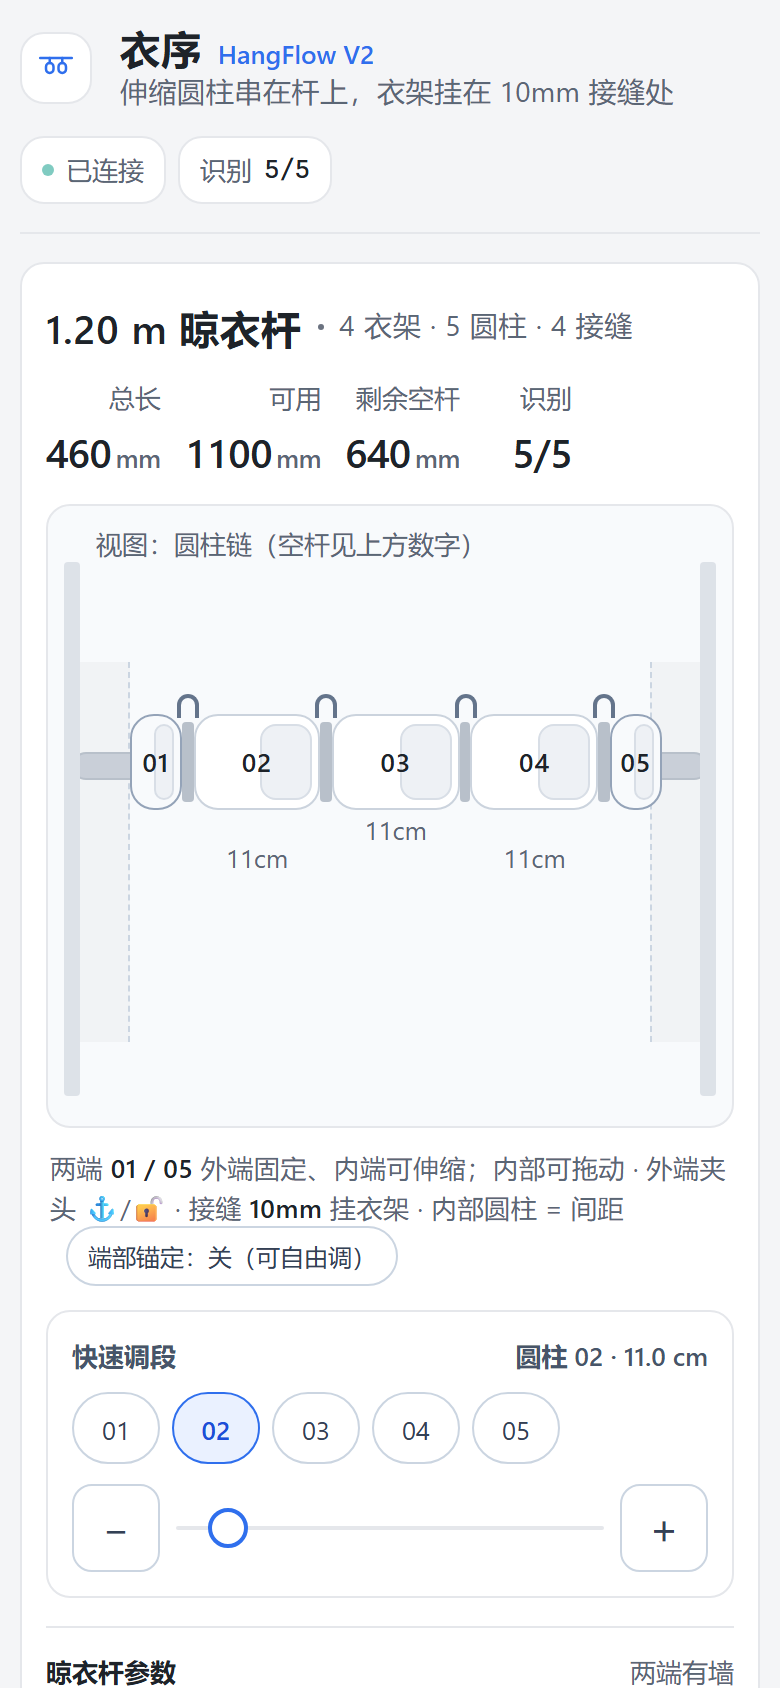 衣序 HangFlow V2
伸缩圆柱串在杆上，衣架挂在 10mm 接缝处
已连接 识别 5/5
1.20 m 晾衣杆 · 4 衣架 · 5 圆柱 · 4 接缝
总长 可用 剩余空杆 识别
460 mm 1100 mm 640 mm 5/5
视图：圆柱链（空杆见上方数字）
01 02 03 04 05
11cm
11cm 11cm
两端 01 / 05 外端固定、内端可伸缩；内部可拖动 · 外端夹
头 ⚓/🔓 · 接缝 10mm 挂衣架 · 内部圆柱 = 间距
端部锚定：关（可自由调）
快速调段 圆柱 02 · 11.0 cm
01 02 03 04 05
− +
晾衣杆参数 两端有墙